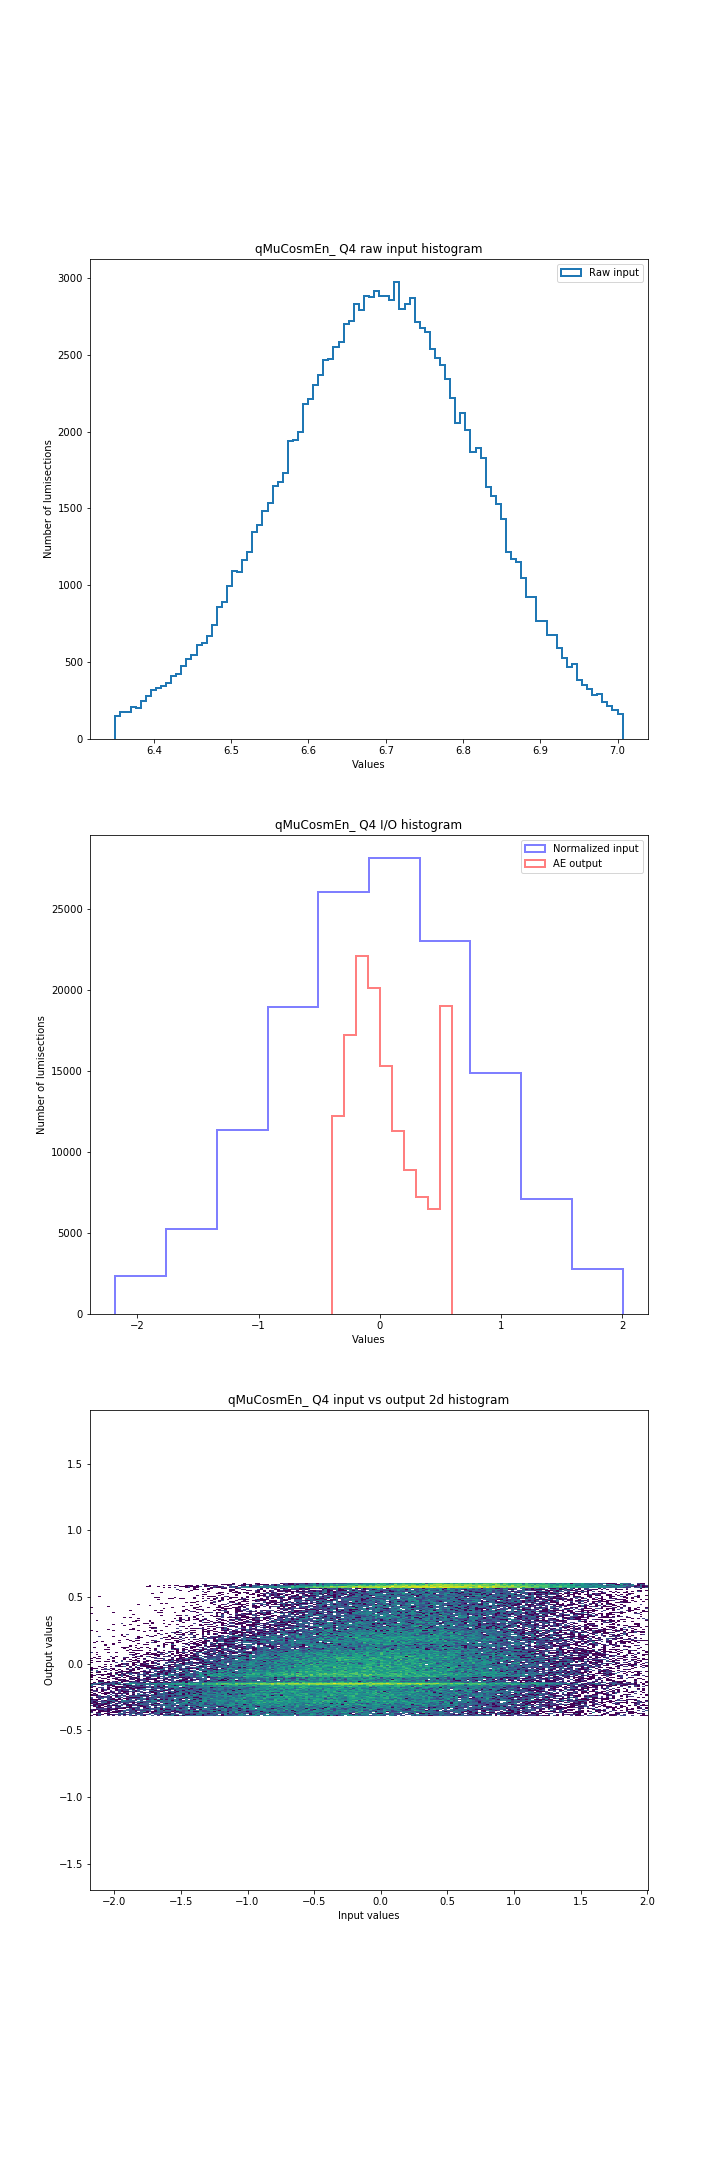 qMuCosmEn_ Q4 raw input histogram
Raw input
3000
2500
2000
1500
1000
500
0
Number of lumisections
6.4 6.5 6.6 6.7 6.8 6.9 7.0
Values
qMuCosmEn_ Q4 I/O histogram
Normalized input
AE output
25000
20000
15000
10000
5000
0
Number of lumisections
−2 −1 0 1 2
Values
qMuCosmEn_ Q4 input vs output 2d histogram
1.5
1.0
0.5
0.0
−0.5
−1.0
−1.5
Output values
−2.0 −1.5 −1.0 −0.5 0.0 0.5 1.0 1.5 2.0
Input values